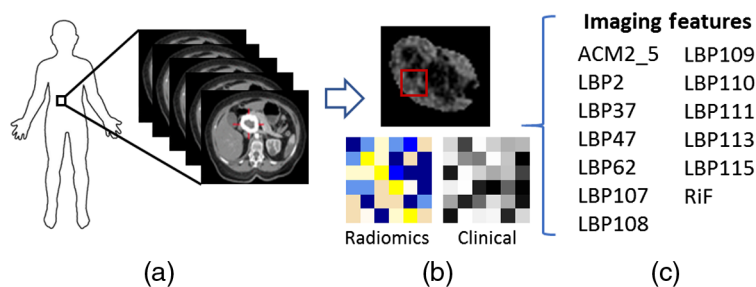 Imaging features
ACM2_5
LBP2
LBP37
LBP47
LBP62
LBP107
LBP108
LBP109
LBP110
LBP111
LBP113
LBP115
RiF
Radiomics
Clinical
(a)
(b)
(c)